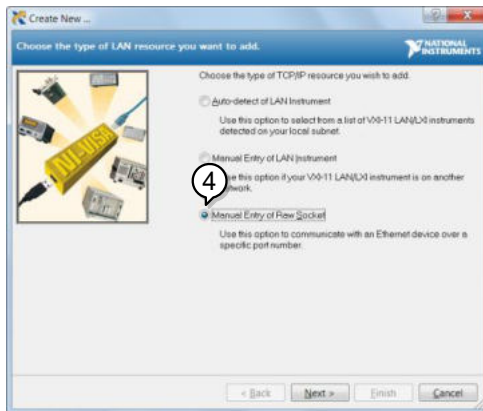 Create New ...
Choose the type of LAN resource you want to add.
NATIONAL
INSTRUMENTS
NI-VISA
Choose the type of TCP/IP resource you wish to add.
Auto-detect of LAN Instrument
Use this option to select from a list of VXI-11 LAN/LXI instruments
detected on your local subnet.
Manual Entry of LAN Instrument
this option if your VXI-11 LAN/LXI instrument is on another
4
Manual Entry of Raw Socket
Use this option to communicate with an Ethernet device over a
specific port number.
< Back
Next >
Finish
Cancel